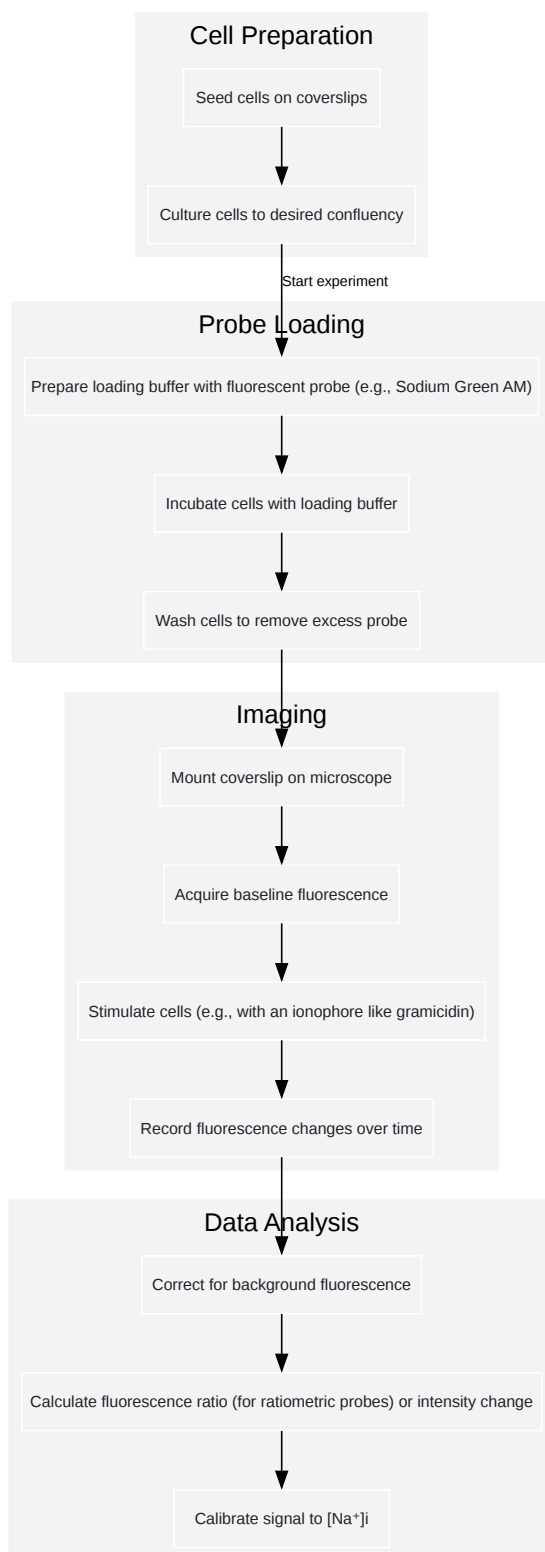 Cell Preparation
Seed cells on coverslips
Culture cells to desired confluency
Start experiment
Probe Loading
Prepare loading buffer with fluorescent probe (e.g., Sodium Green AM)
Incubate cells with loading buffer
Wash cells to remove excess probe
Imaging
Mount coverslip on microscope
Acquire baseline fluorescence
Stimulate cells (e.g., with an ionophore like gramicidin)
Record fluorescence changes over time
Data Analysis
Correct for background fluorescence
Calculate fluorescence ratio (for ratiometric probes) or intensity change
Calibrate signal to [Na⁺]i